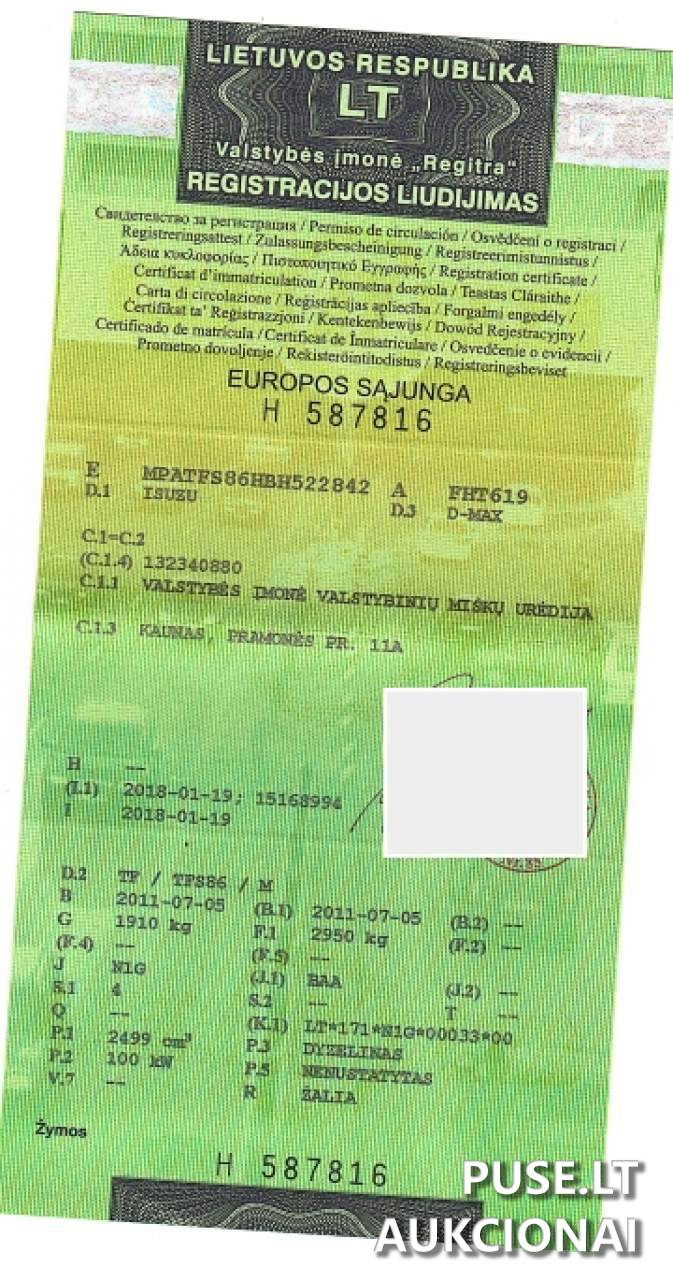 LIETUVOS RESPUBLIKA
LT
Valstybės įmonė „Regitra“
REGISTRACIJOS LIUDIJIMAS
Свидетелство за регистрация / Permiso de circulación / Osvědčení o registraci /
Registreringsattest / Zulassungsbescheinigung / Registreerimistunnistus /
Άδεια κυκλοφορίας / Πιστοποιητικό Εγγραφής / Registration certificate /
Certificat d'immatriculation / Prometna dozvola / Teastas Cláraithe /
Carta di circolazione / Reģistrācijas apliecība / Forgalmi engedély /
Ċertifikat ta' Reġistrazzjoni / Kentekenbewijs / Dowód Rejestracyjny /
Certificado de matrícula / Certificat de Înmatriculare / Osvedčenie o evidencii /
Prometno dovoljenje / Rekisteröintitodistus / Registreringsbeviset
EUROPOS SĄJUNGA
H 587816
E MPATFS86HBH522842 A FHT619
D.1 ISUZU D.3 D-MAX
C.1=C.2
(C.1.4) 132340880
C.1.1 VALSTYBĖS ĮMONĖ VALSTYBINIŲ MIŠKŲ URĖDIJA
C.1.3 KAUNAS, PRAMONĖS PR. 11A
H --
(I.1) 2018-01-19; 15168994
I 2018-01-19
Nr. 85
D.2 TF / TFS86 / M
B 2011-07-05 (B.1) 2011-07-05 (B.2) --
G 1910 kg F.1 2950 kg (F.2) --
(F.4) -- (F.5) --
J N1G (J.1) BAA (J.2) --
S.1 4 S.2 -- T --
Q -- (K.1) LT*171*N1G*00033*00
P.1 2499 cm³ P.3 DYZELINAS
P.2 100 kW P.5 NENUSTATYTAS
V.7 -- R ŽALIA
Žymos
H 587816
PUSE.LT
AUKCIONAI